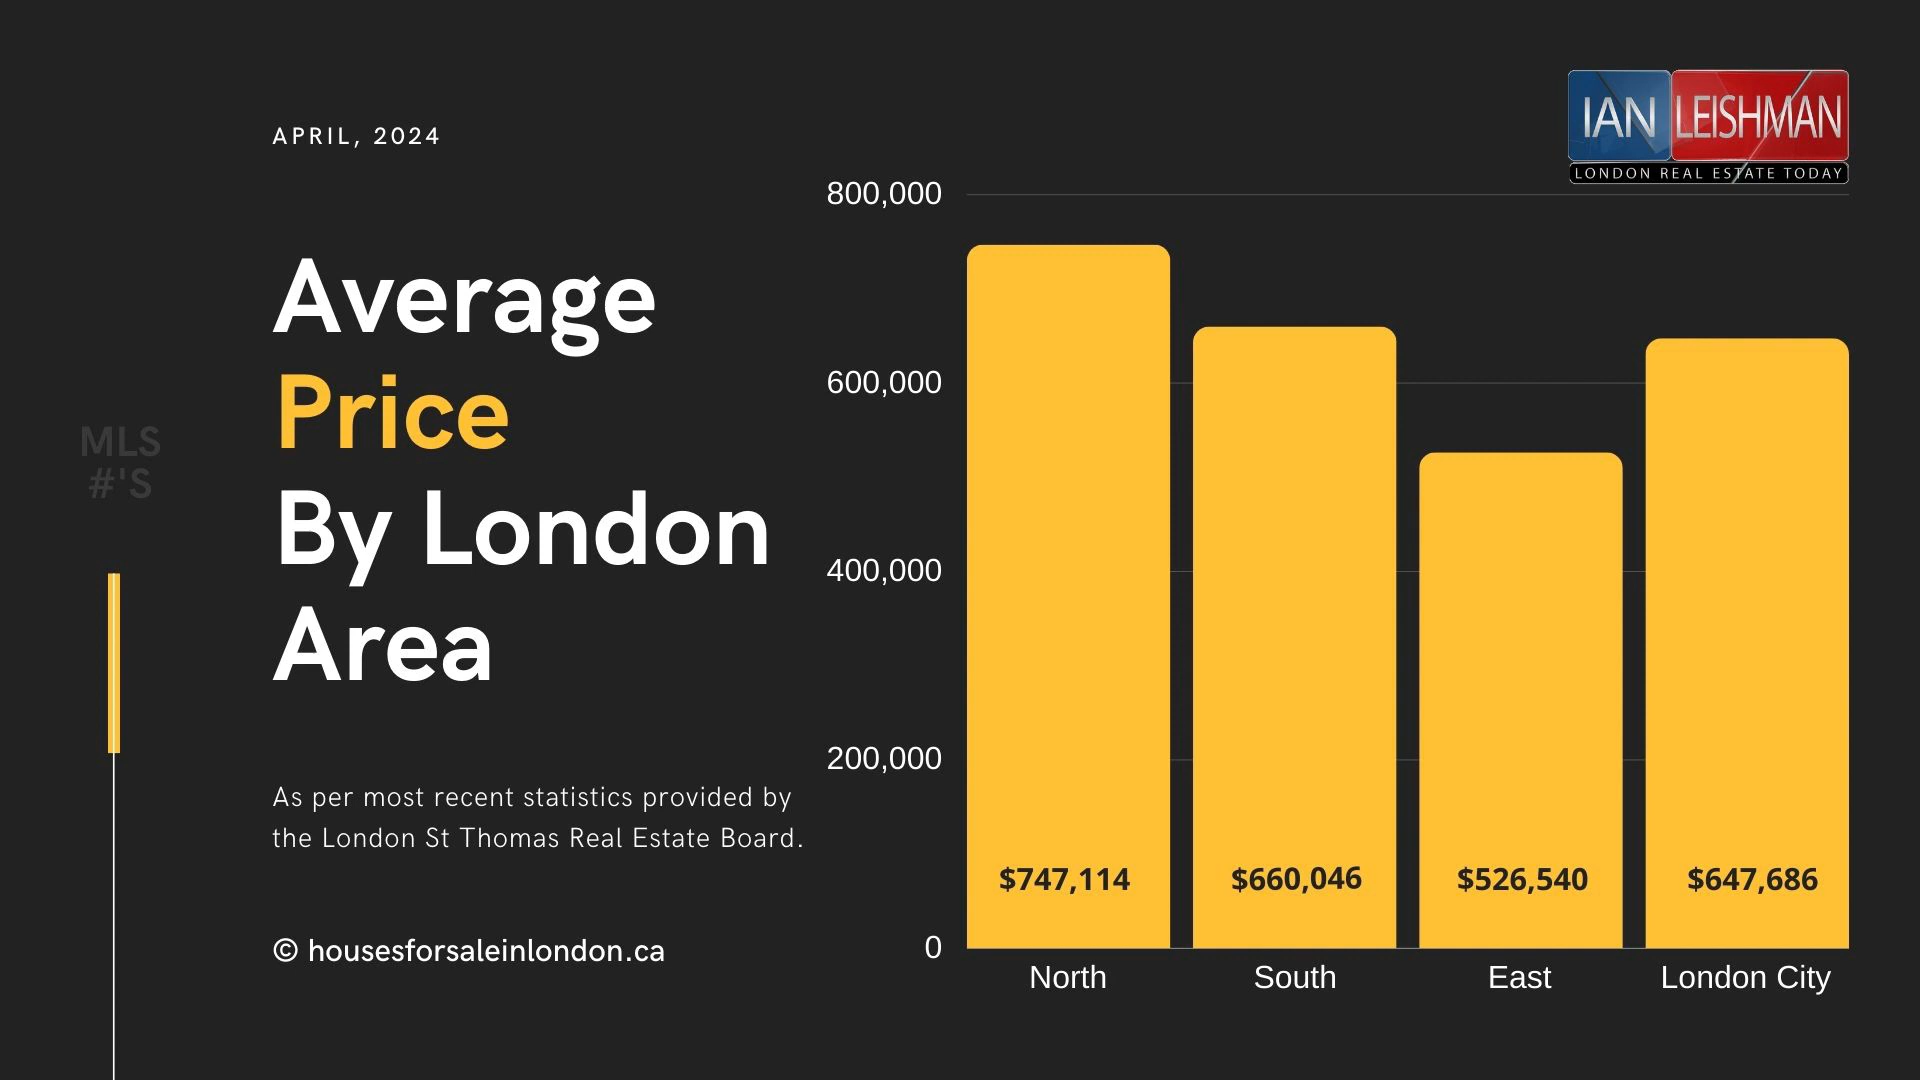 APRIL, 2024
IAN LEISHMAN
LONDON REAL ESTATE TODAY
Average
Price
By London
Area
MLS
#'S
As per most recent statistics provided by
the London St Thomas Real Estate Board.
© housesforsaleinlondon.ca
800,000
600,000
400,000
200,000
0
$747,114 $660,046 $526,540 $647,686
North South East London City